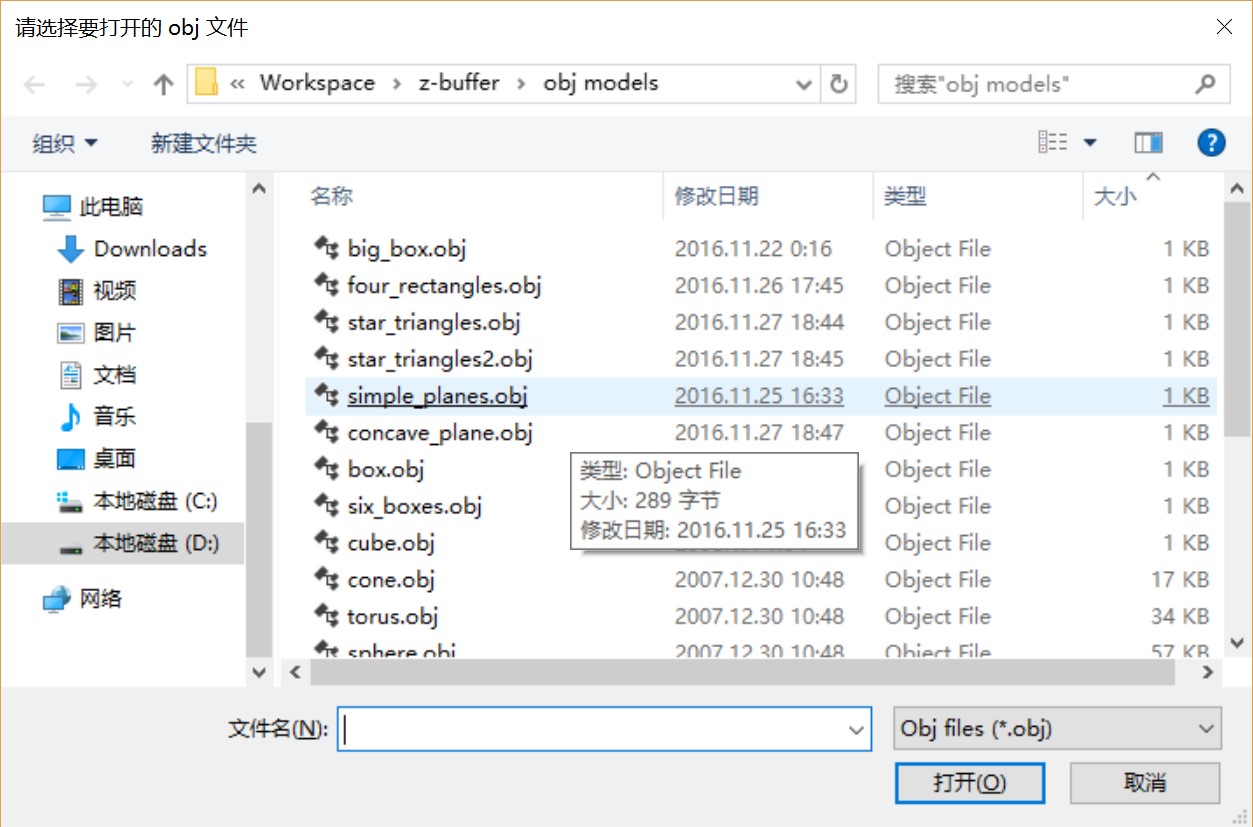 请选择要打开的 obj 文件
« Workspace › z-buffer › obj models
搜索"obj models"
组织
新建文件夹
此电脑
Downloads
视频
图片
文档
音乐
桌面
本地磁盘 (C:)
本地磁盘 (D:)
网络
名称 修改日期 类型 大小
big_box.obj 2016.11.22 0:16 Object File 1 KB
four_rectangles.obj 2016.11.26 17:45 Object File 1 KB
star_triangles.obj 2016.11.27 18:44 Object File 1 KB
star_triangles2.obj 2016.11.27 18:45 Object File 1 KB
simple_planes.obj 2016.11.25 16:33 Object File 1 KB
concave_plane.obj 2016.11.27 18:47 Object File 1 KB
box.obj Object File 1 KB
six_boxes.obj Object File 1 KB
cube.obj Object File 1 KB
cone.obj 2007.12.30 10:48 Object File 17 KB
torus.obj 2007.12.30 10:48 Object File 34 KB
sphere.obj 2007.12.30 10:48 Object File 57 KB
类型: Object File
大小: 289 字节
修改日期: 2016.11.25 16:33
文件名(N):
Obj files (*.obj)
打开(O)
取消